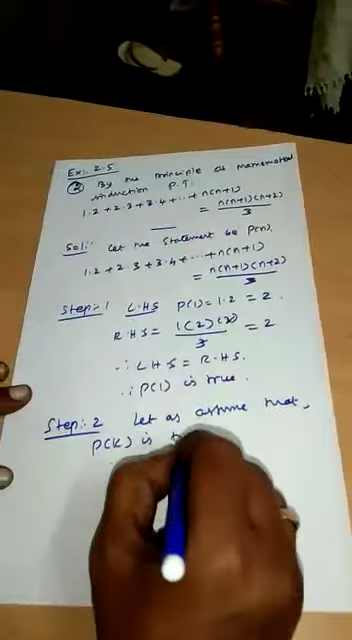 Ex:- 2.5
② By the Principle of mathematical
induction P.T.
1.2+2.3+3.4+...+n(n+1)
= n(n+1)(n+2)/3
Sol:- Let the statement be P(n)
1.2+2.3+3.4+...+n(n+1)
= n(n+1)(n+2)/3
Step:-1 L.H.S P(1)=1.2=2.
R.H.S= 1(2)(3)/3 =2
∴ L.H.S = R.H.S.
∴ P(1) is true.
Step:-2 Let as assume that,
P(K) is